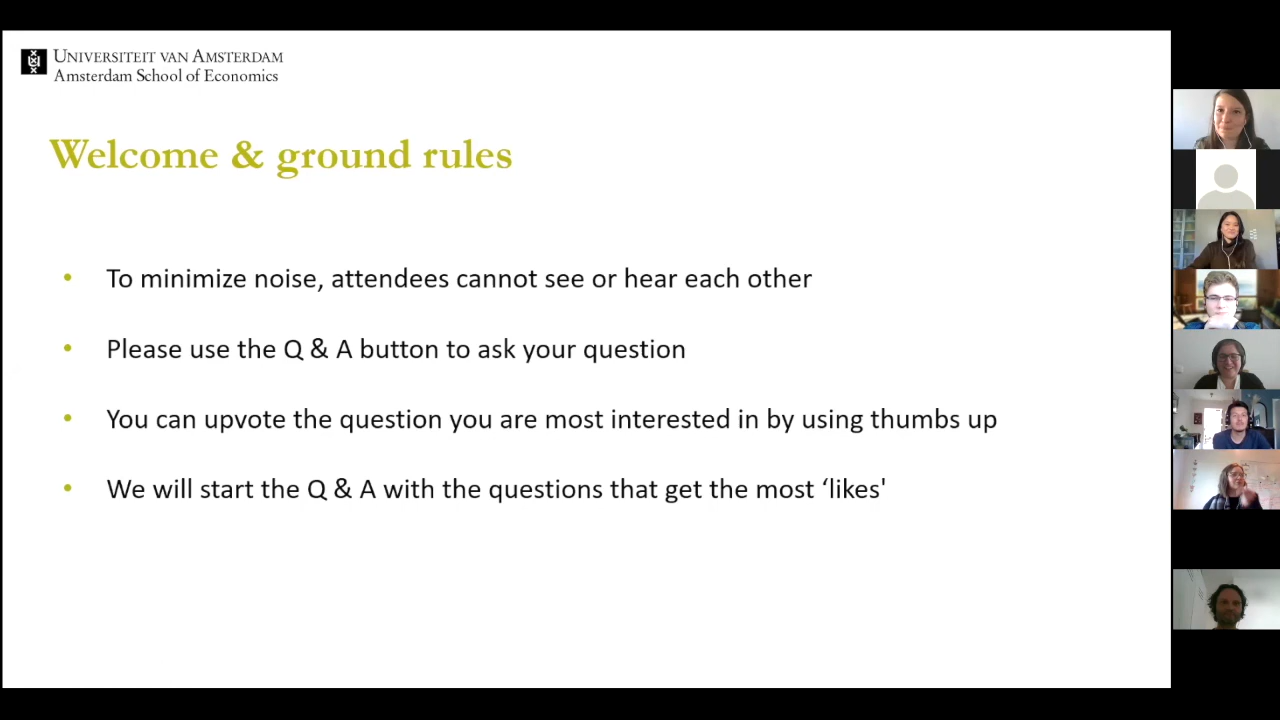 UNIVERSITEIT VAN AMSTERDAM
Amsterdam School of Economics
Welcome & ground rules
• To minimize noise, attendees cannot see or hear each other
• Please use the Q & A button to ask your question
• You can upvote the question you are most interested in by using thumbs up
• We will start the Q & A with the questions that get the most ‘likes'